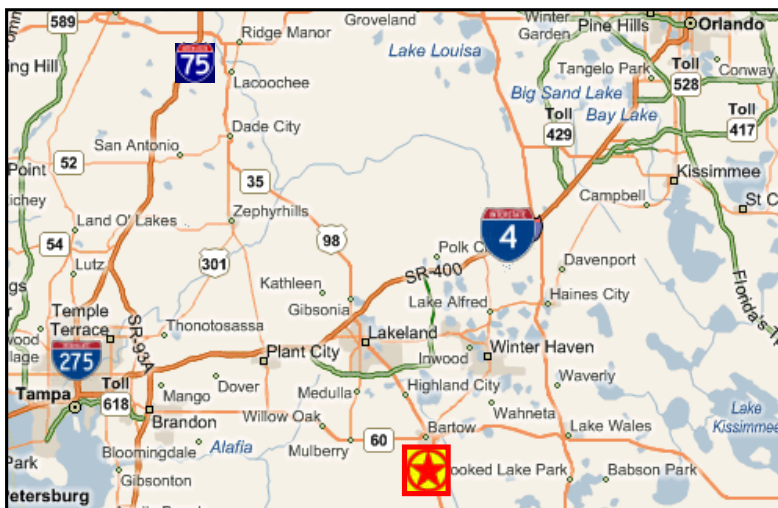 589
Ridge Manor
Groveland
Winter
Garden
Pine Hills
Orlando
ing Hill
75
Lacoochee
Lake Louisa
Tangelo Park
Toll
528
Conway
Big Sand Lake
Bay Lake
Toll
429
Toll
417
Dade City
San Antonio
52
Point
35
Kissimmee
Campbell
St C
Land O' Lakes
Zephyrhills
54
98
INTERSTATE
4
Lutz
301
Polk C
SR-400
Davenport
Kathleen
Florida's T
Temple
Terrace
Gibsonia
Lake Alfred
Haines City
SR-93A
Thonotosassa
Lakeland
wood
Village
275
Plant City
Inwood
Winter Haven
Toll
618
Mango
Dover
Medulla
Highland City
Waverly
Tampa
Brandon
Willow Oak
Wahneta
Lake
Kissimmee
Bloomingdale
Alafia
Mulberry
60
Bartow
Lake Wales
Park
Gibsonton
ooked Lake Park
Babson Park
etersburg